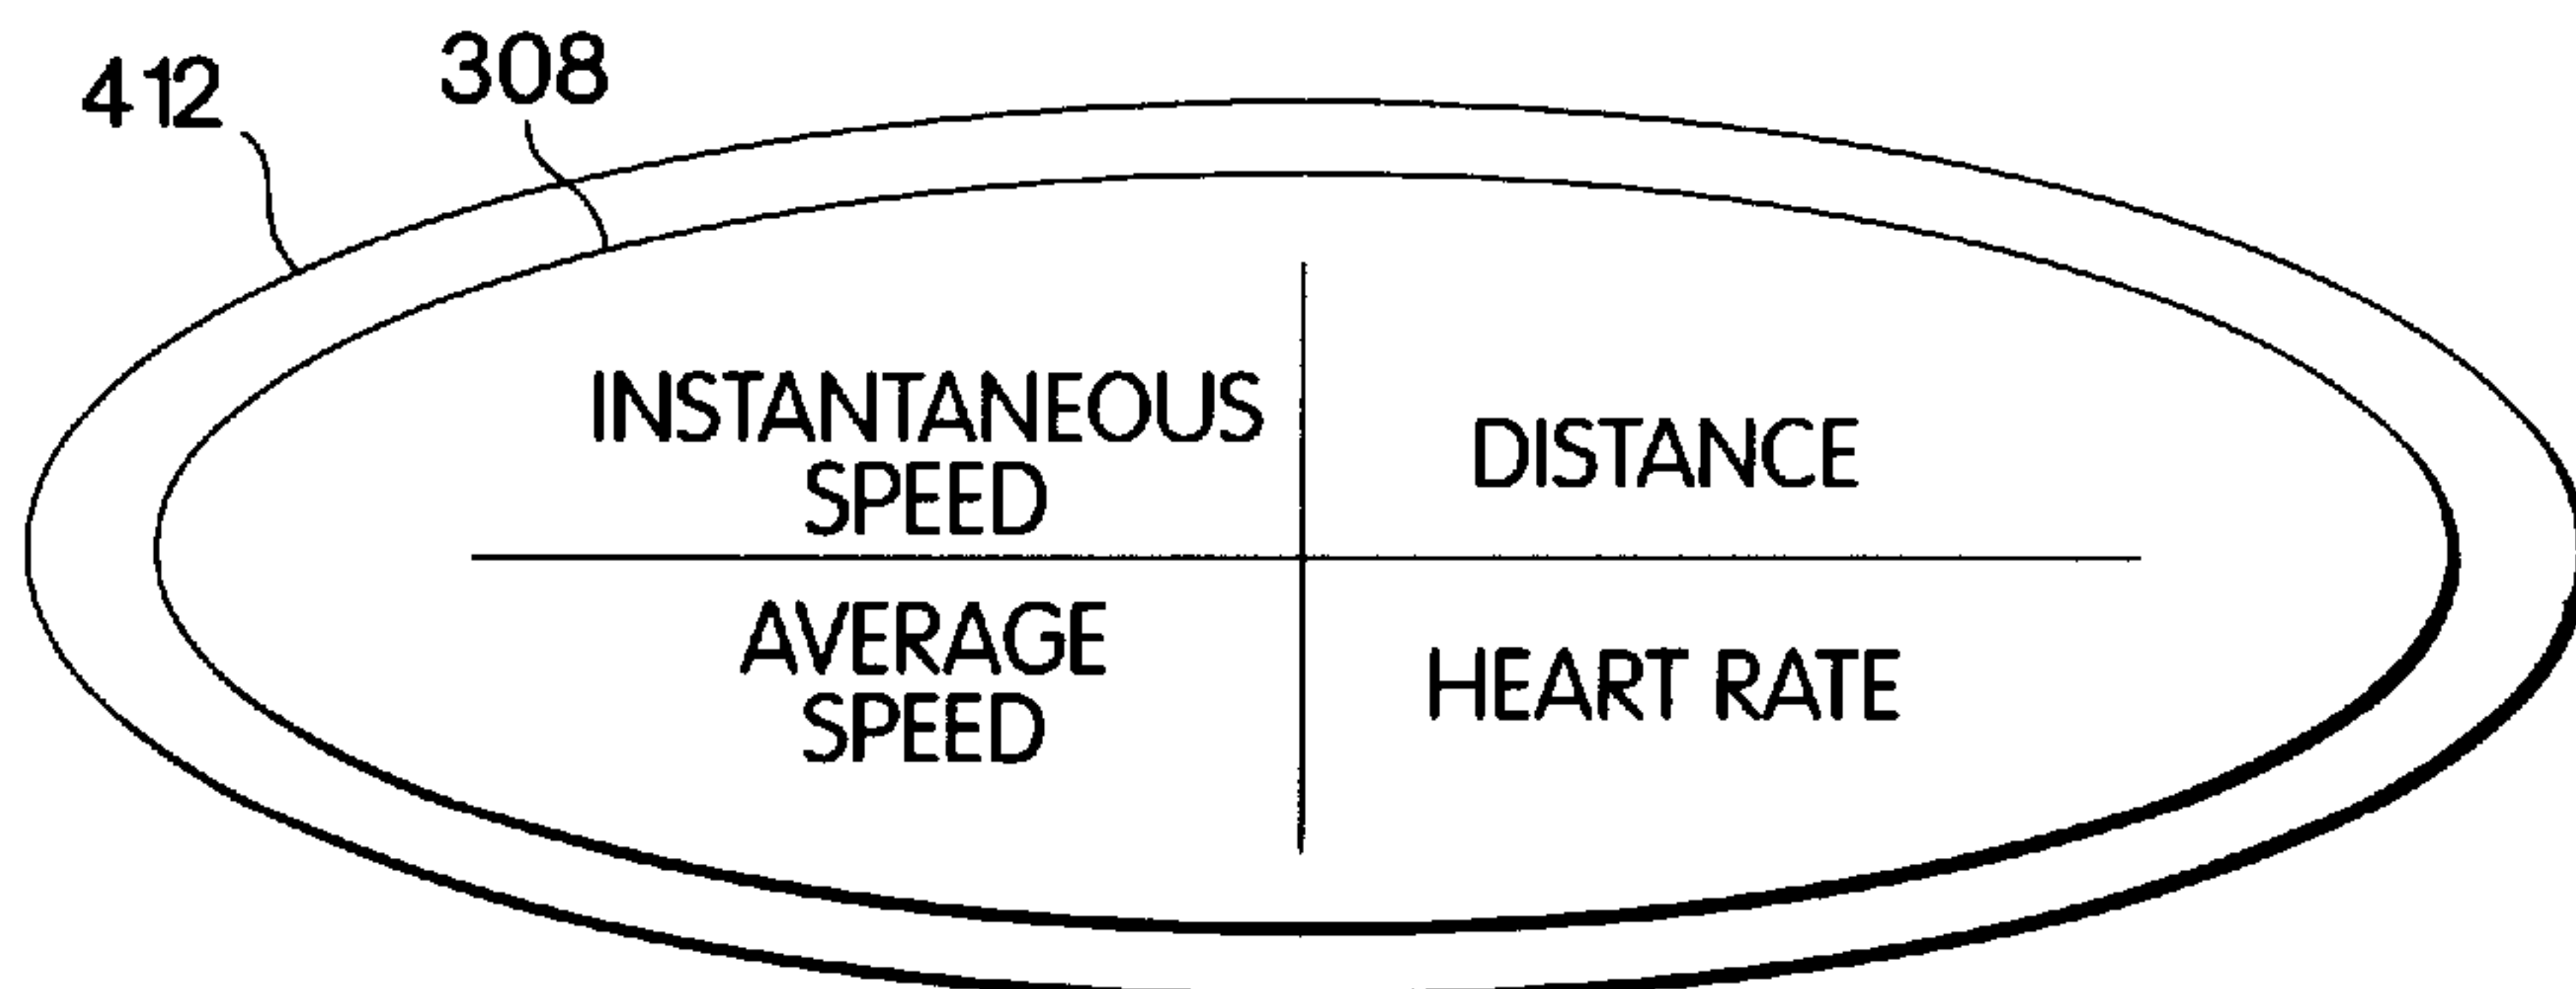 412
308
INSTANTANEOUS
SPEED
DISTANCE
AVERAGE
SPEED
HEART RATE